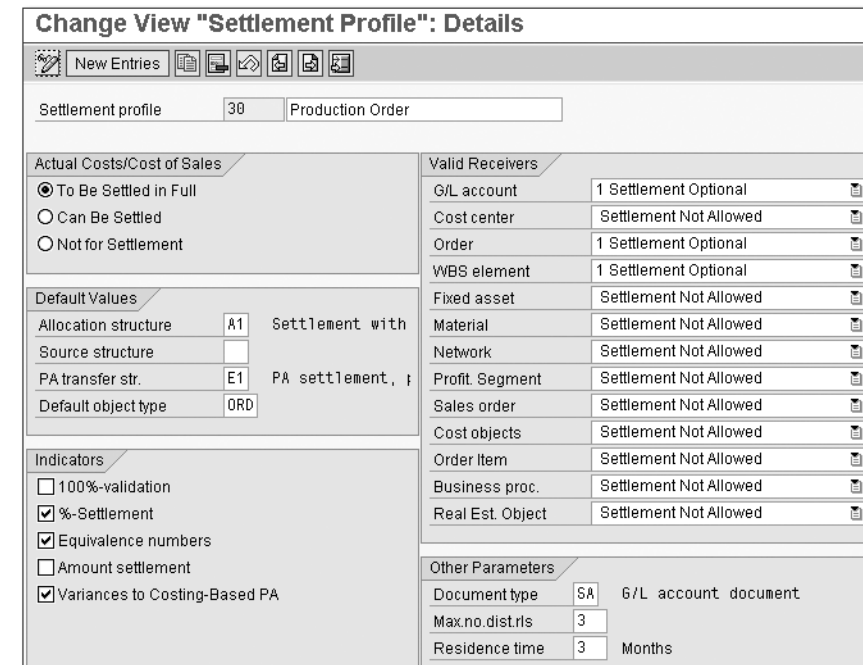 Change View "Settlement Profile": Details
New Entries
Settlement profile 30 Production Order
Actual Costs/Cost of Sales
To Be Settled in Full
Can Be Settled
Not for Settlement
Default Values
Allocation structure A1 Settlement with
Source structure
PA transfer str. E1 PA settlement,
Default object type ORD
Indicators
100%-validation
%-Settlement
Equivalence numbers
Amount settlement
Variances to Costing-Based PA
Valid Receivers
G/L account 1 Settlement Optional
Cost center Settlement Not Allowed
Order 1 Settlement Optional
WBS element 1 Settlement Optional
Fixed asset Settlement Not Allowed
Material Settlement Not Allowed
Network Settlement Not Allowed
Profit. Segment Settlement Not Allowed
Sales order Settlement Not Allowed
Cost objects Settlement Not Allowed
Order Item Settlement Not Allowed
Business proc. Settlement Not Allowed
Real Est. Object Settlement Not Allowed
Other Parameters
Document type SA G/L account document
Max.no.dist.rls 3
Residence time 3 Months